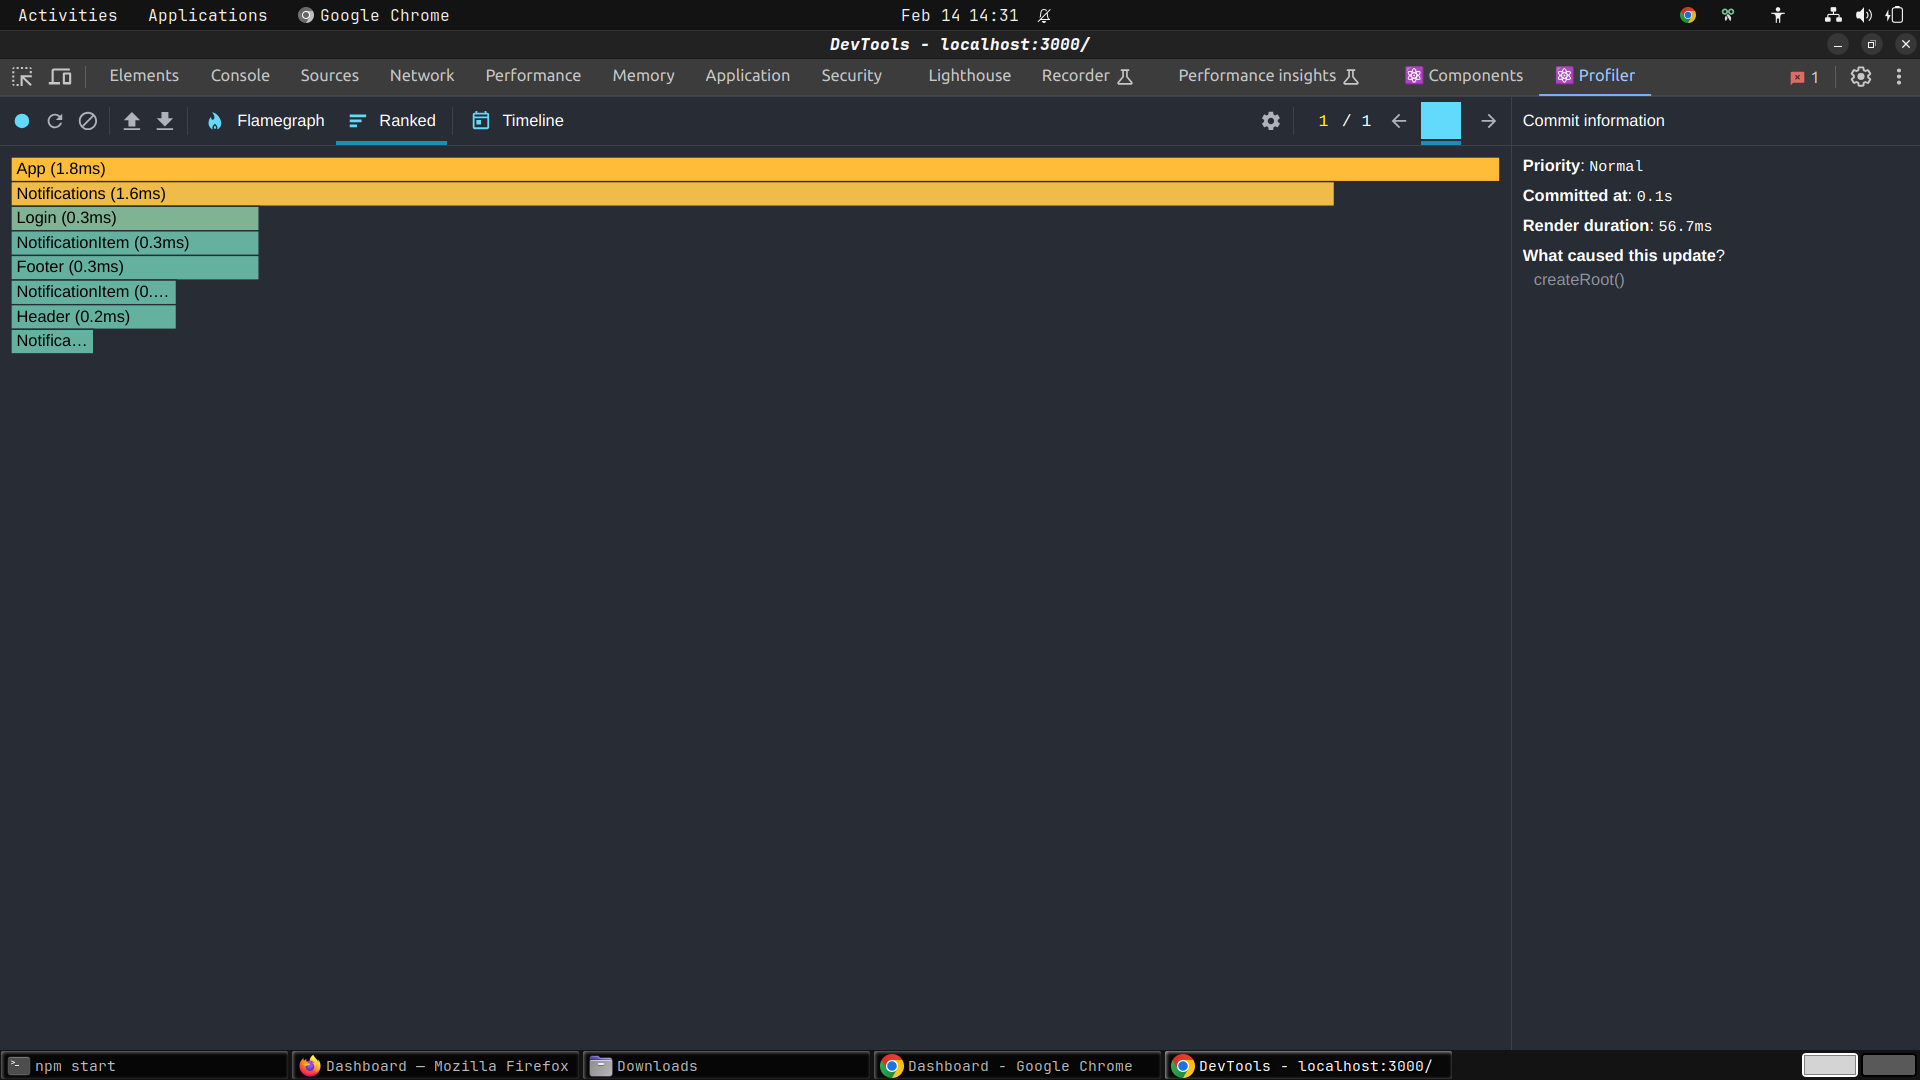 Activities Applications Google Chrome Feb 14 14:31
DevTools - localhost:3000/
Elements Console Sources Network Performance Memory Application Security Lighthouse Recorder Performance insights Components Profiler 1
Flamegraph Ranked Timeline 1 / 1 Commit information
App (1.8ms)
Notifications (1.6ms)
Login (0.3ms)
NotificationItem (0.3ms)
Footer (0.3ms)
NotificationItem (0.…
Header (0.2ms)
Notifica…
Priority: Normal
Committed at: 0.1s
Render duration: 56.7ms
What caused this update?
createRoot()
npm start Dashboard — Mozilla Firefox Downloads Dashboard - Google Chrome DevTools - localhost:3000/